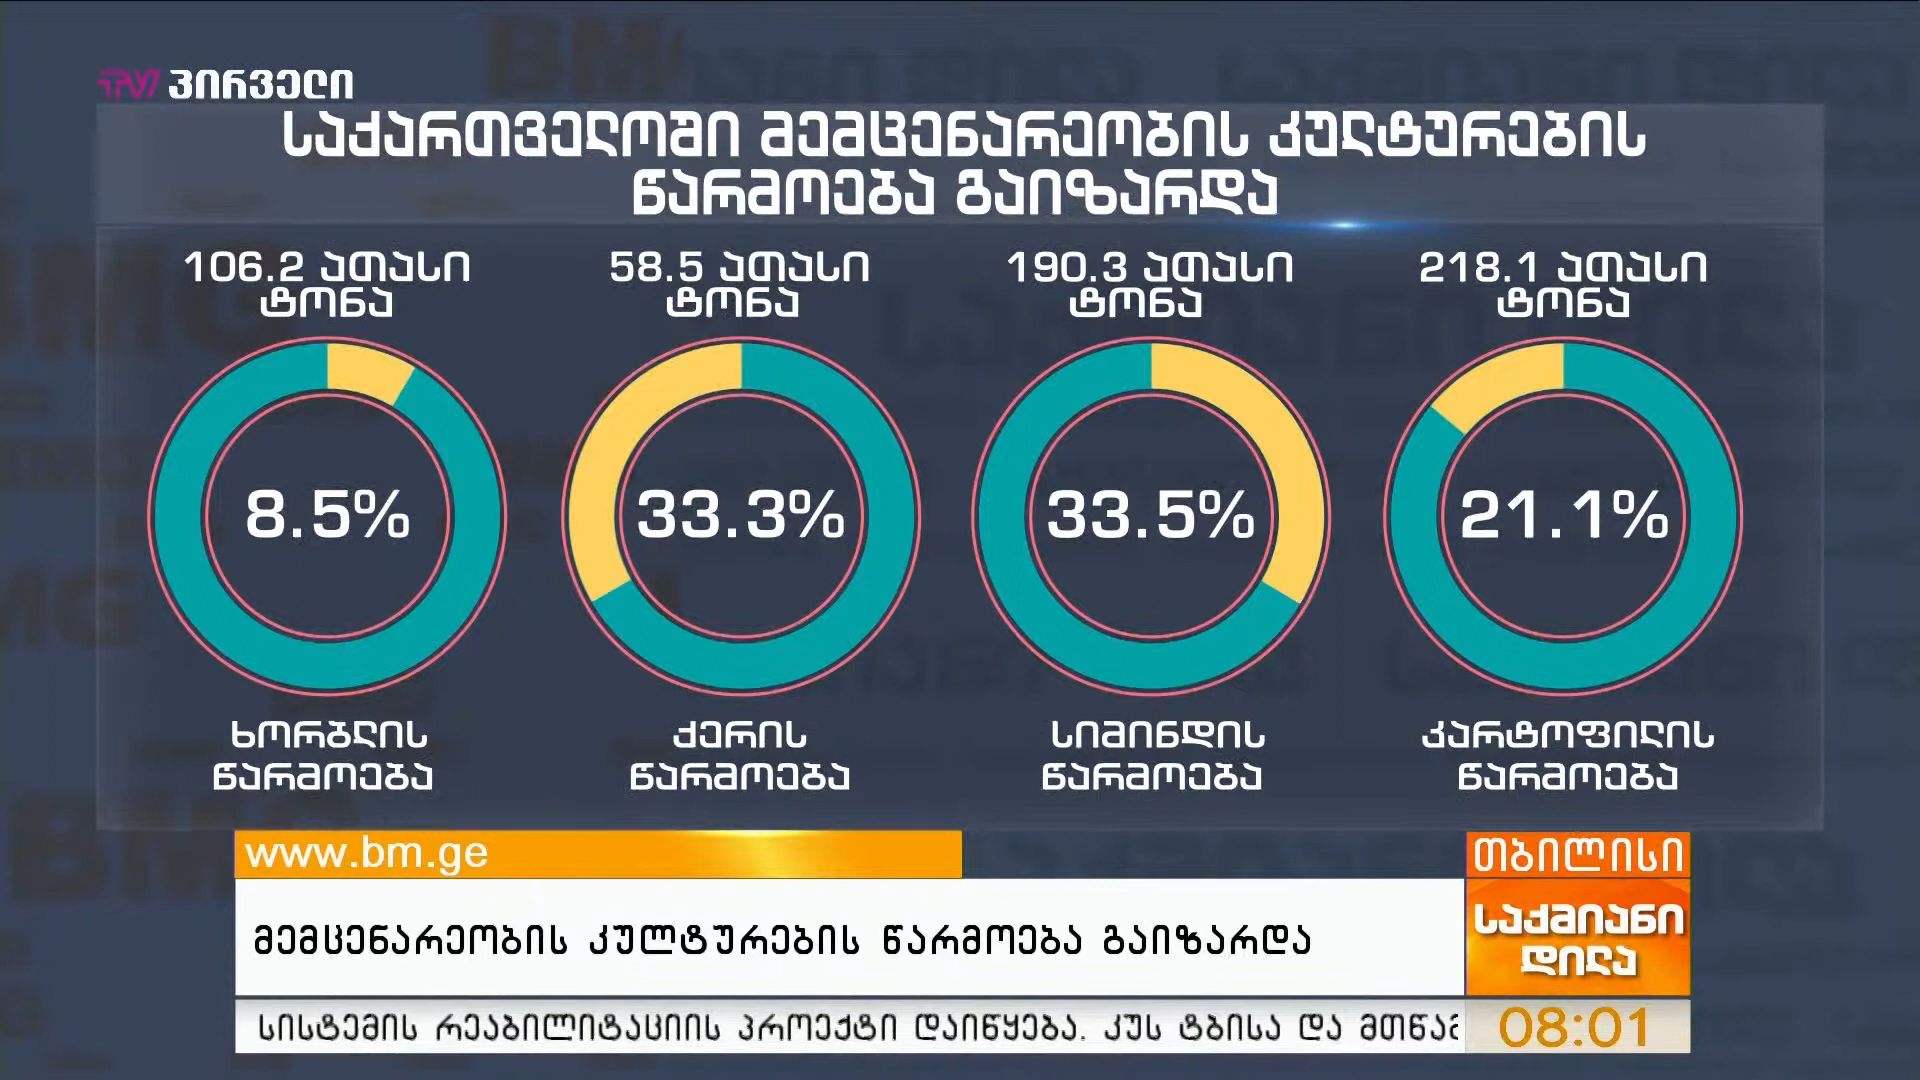 TV პირველი
საქართველოში მემცენარეობის კულტურების
წარმოება გაიზარდა
106.2 ათასი
ტონა
58.5 ათასი
ტონა
190.3 ათასი
ტონა
218.1 ათასი
ტონა
8.5%
33.3%
33.5%
21.1%
ხორბლის
წარმოება
ქერის
წარმოება
სიმინდის
წარმოება
კარტოფილის
წარმოება
www.bm.ge
თბილისი
მემცენარეობის კულტურების წარმოება გაიზარდა
საქმიანი
დილა
სისტემის რეაბილიტაციის პროექტი დაიწყება. კუს ტბისა და
08:01